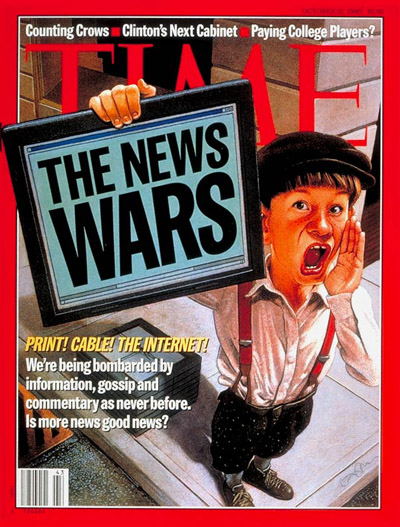 Counting Crows ■ Clinton's Next Cabinet ■ Paying College Players?
TIME
THE NEWS
WARS
PRINT! CABLE! THE INTERNET!
We're being bombarded by
information, gossip and
commentary as never before.
Is more news good news?
43